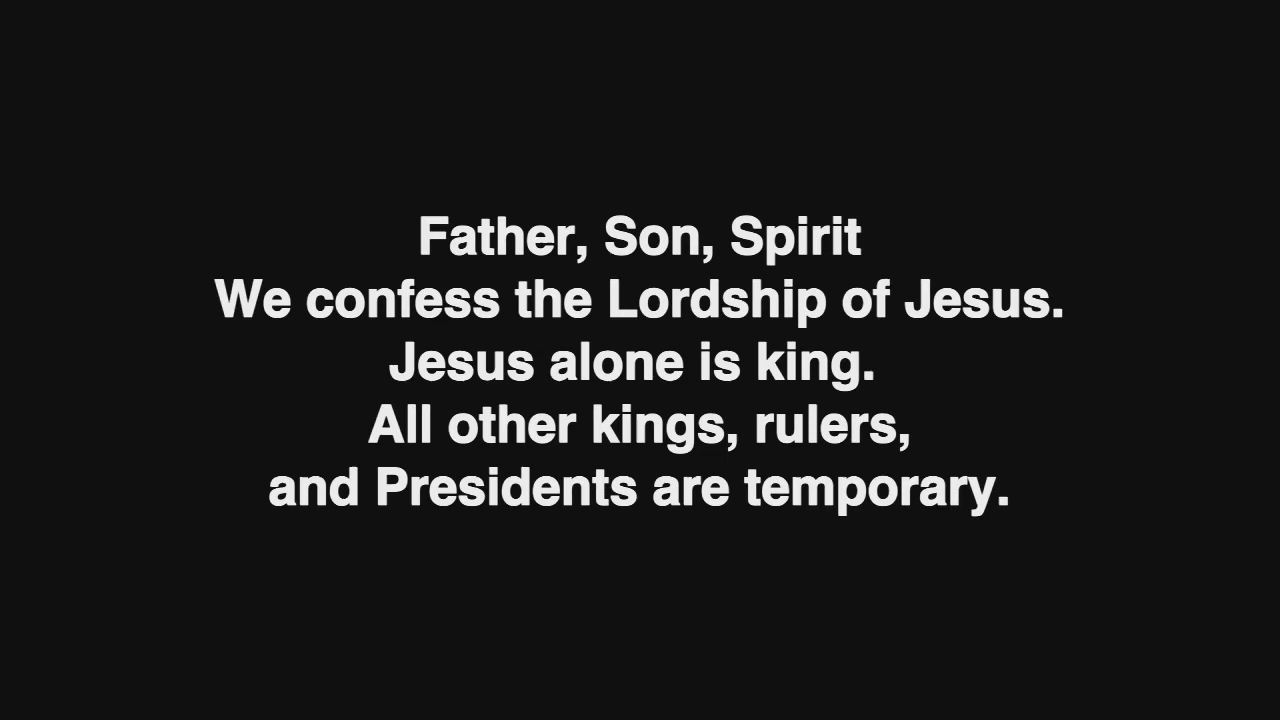 Father, Son, Spirit
We confess the Lordship of Jesus.
Jesus alone is king.
All other kings, rulers,
and Presidents are temporary.